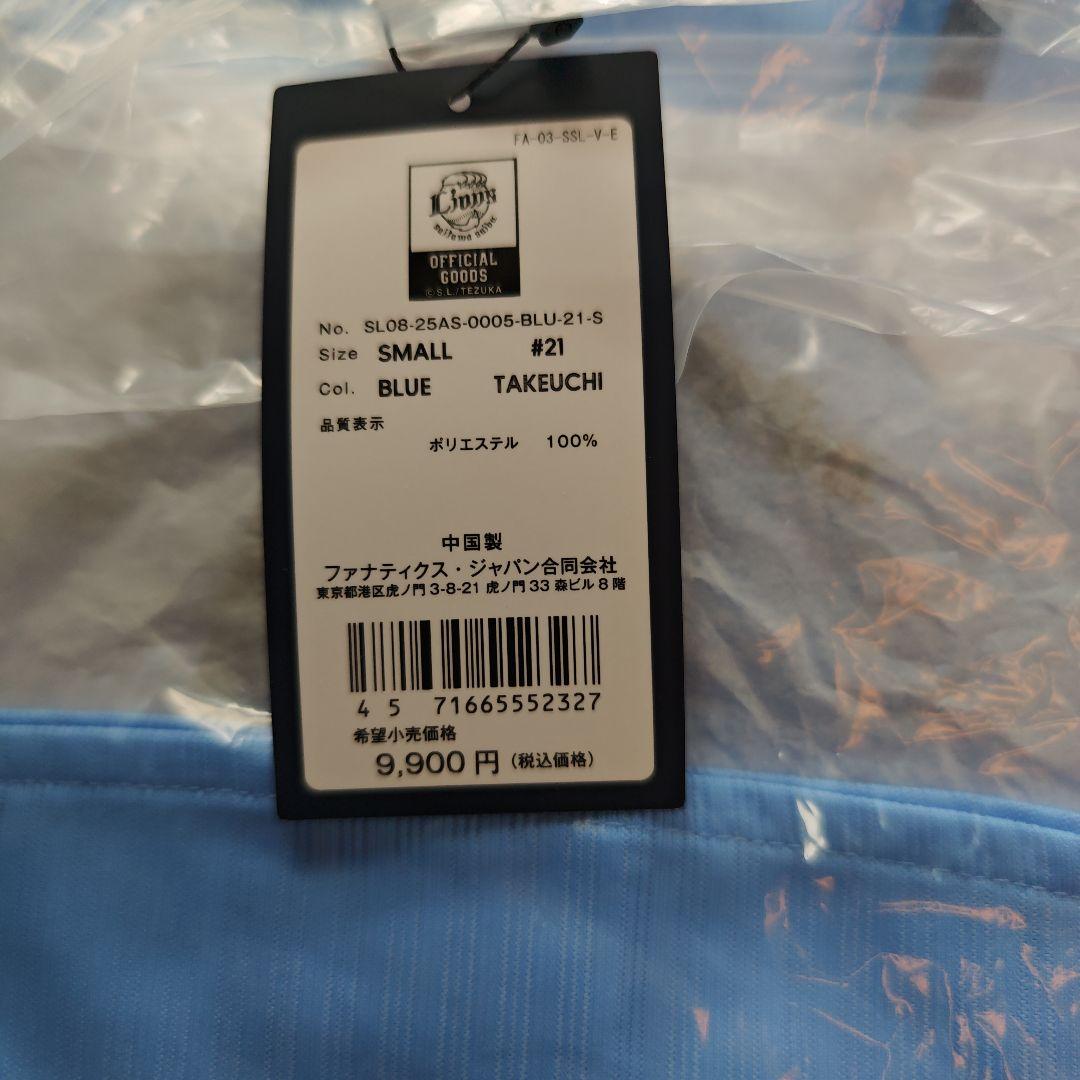 FA-03-SSL-V-E
Lions
saitama seibu
OFFICIAL
GOODS
©S.L./TEZUKA
No. SL08-25AS-0005-BLU-21-S
Size SMALL #21
Col. BLUE TAKEUCHI
品質表示
ポリエステル 100%
中国製
ファナティクス・ジャパン合同会社
東京都港区虎ノ門 3-8-21 虎ノ門 33 森ビル 8 階
4 5 71665552327
希望小売価格
9,900 円 (税込価格)